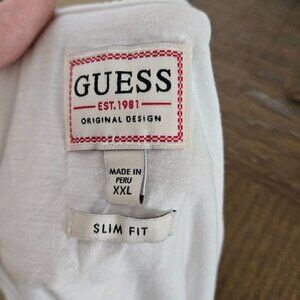 GUESS
EST. 1981
ORIGINAL DESIGN
MADE IN
PERU
XXL
SLIM FIT